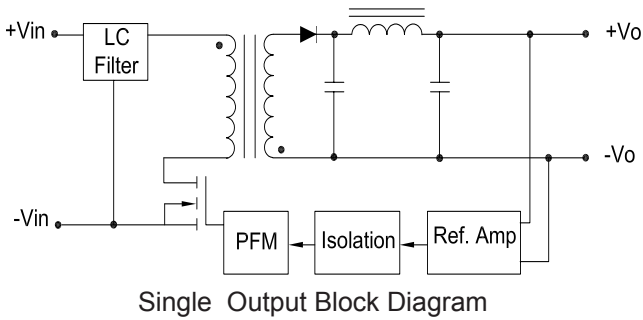 +Vin
LC
Filter
+Vo
-Vo
-Vin
PFM
Isolation
Ref. Amp
Single Output Block Diagram